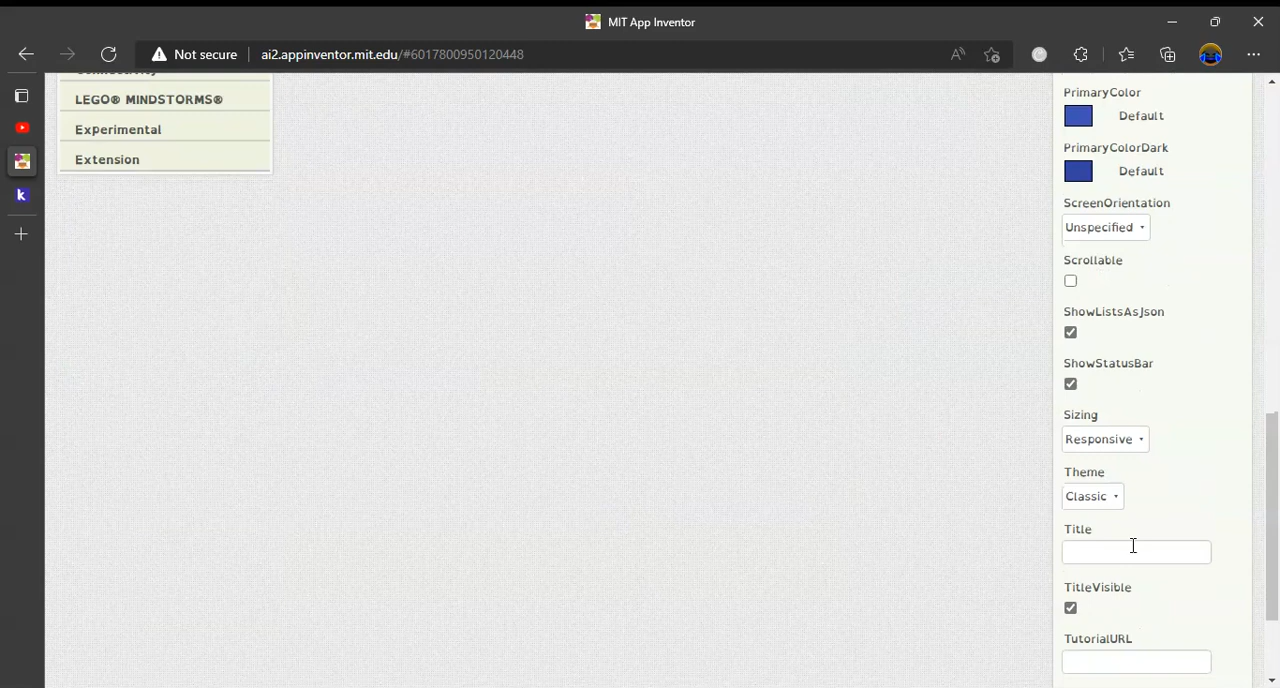 MIT App Inventor
Not secure
ai2.appinventor.mit.edu/#6017800950120448
Connectivity
LEGO® MINDSTORMS®
Experimental
Extension
PrimaryColor
Default
PrimaryColorDark
Default
ScreenOrientation
Unspecified
Scrollable
ShowListsAsJson
ShowStatusBar
Sizing
Responsive
Theme
Classic
Title
TitleVisible
TutorialURL